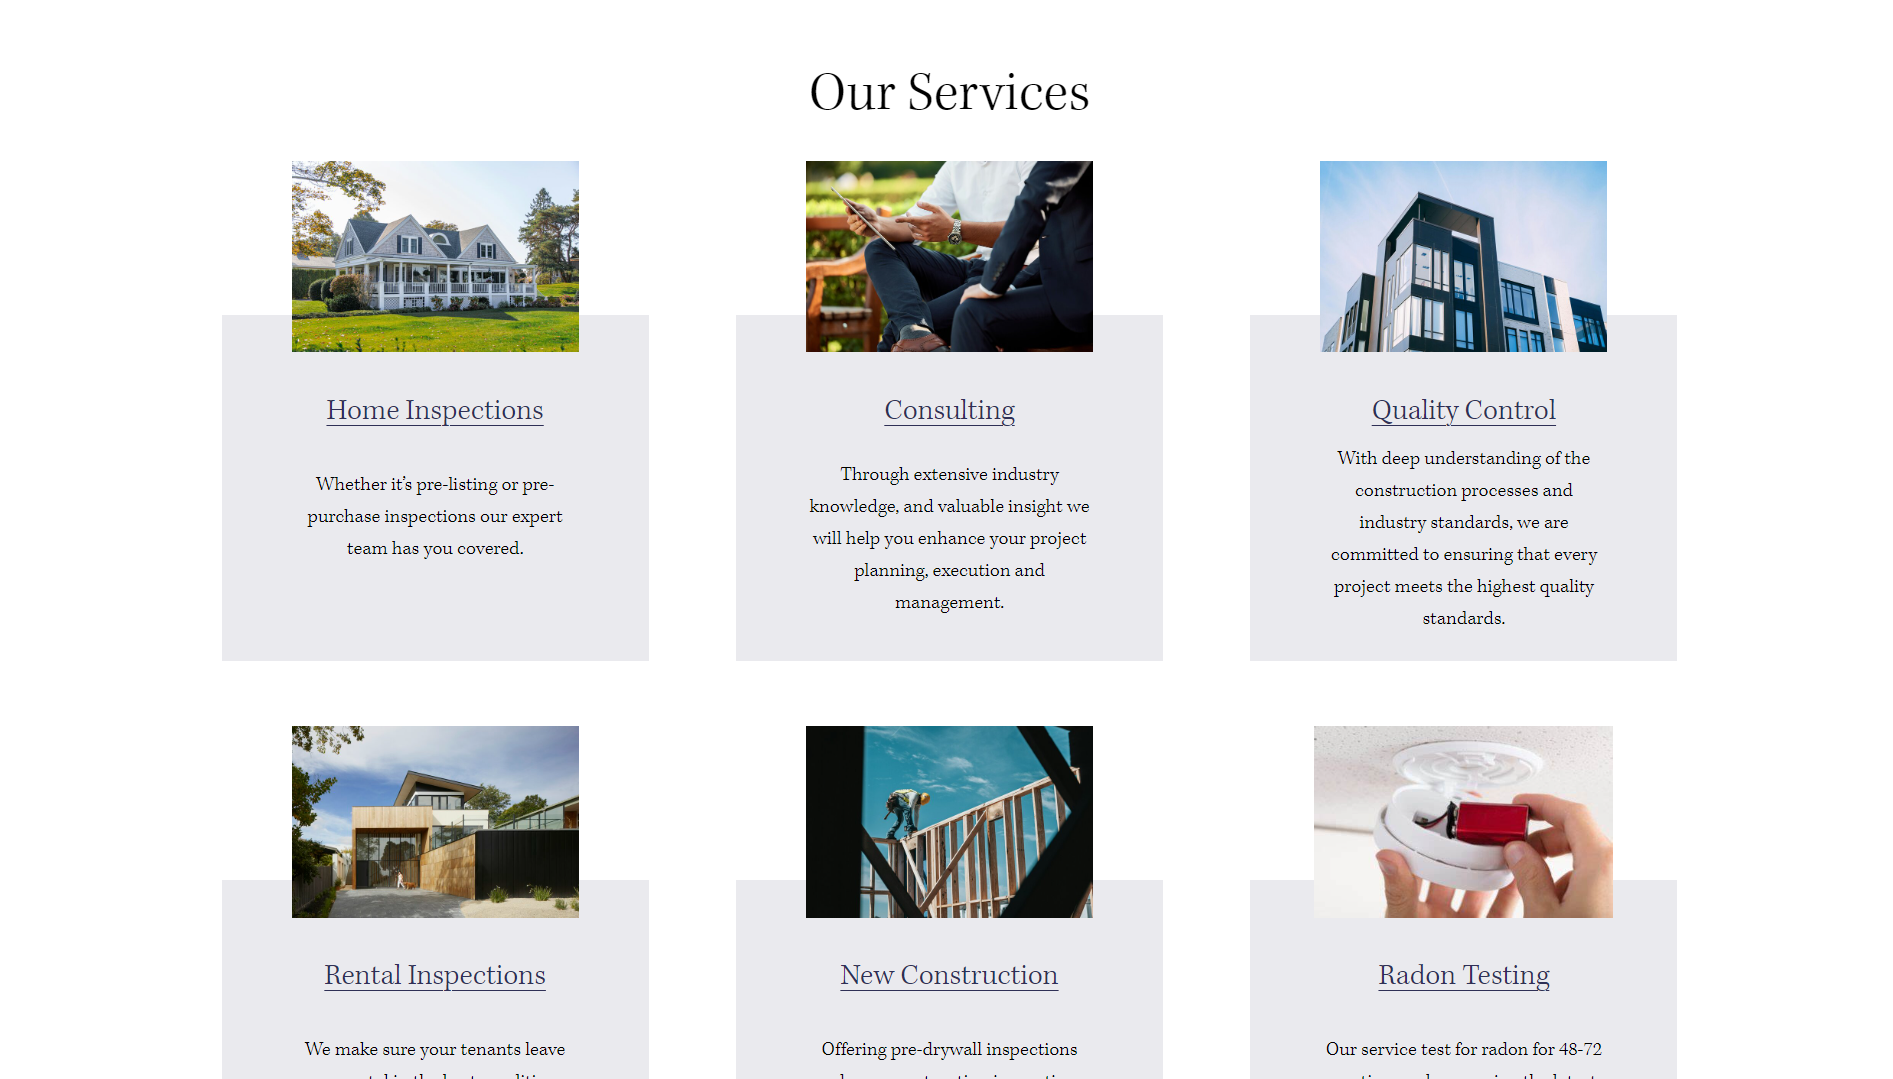 Our Services
Home Inspections
Whether it's pre-listing or pre-
purchase inspections our expert
team has you covered.
Consulting
Through extensive industry
knowledge, and valuable insight we
will help you enhance your project
planning, execution and
management.
Quality Control
With deep understanding of the
construction processes and
industry standards, we are
committed to ensuring that every
project meets the highest quality
standards.
Rental Inspections
We make sure your tenants leave
New Construction
Offering pre-drywall inspections
Radon Testing
Our service test for radon for 48-72